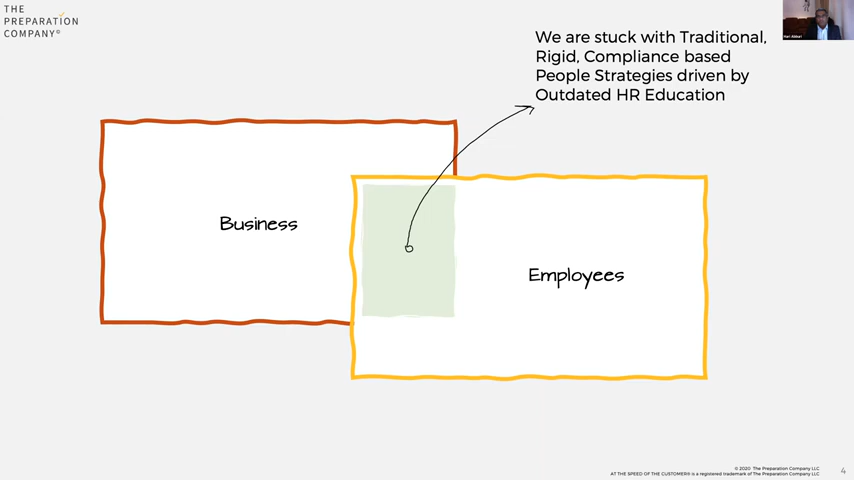 THE
PREPARATION
COMPANY©
We are stuck with Traditional,
Rigid, Compliance based
People Strategies driven by
Outdated HR Education
Business
Employees
© 2020 The Preparation Company LLC
AT THE SPEED OF THE CUSTOMER® is a registered trademark of The Preparation Company LLC
4